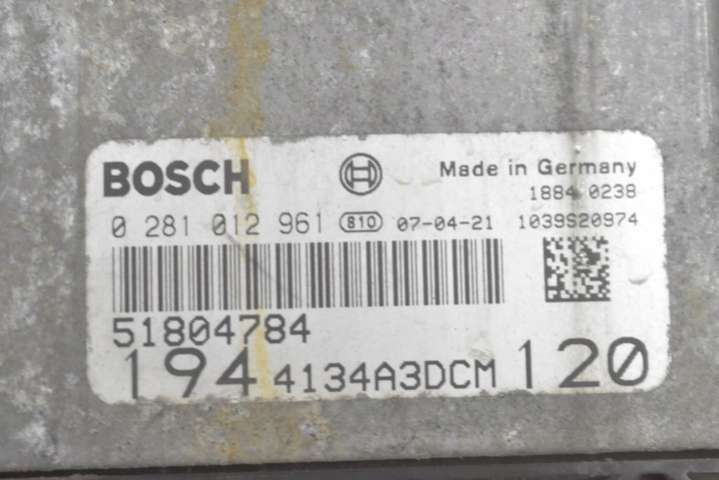 BOSCH Made in Germany
1884 0238
0 281 012 961 810 07-04-21 1039S20974
51804784
194 4134A3DCM 120